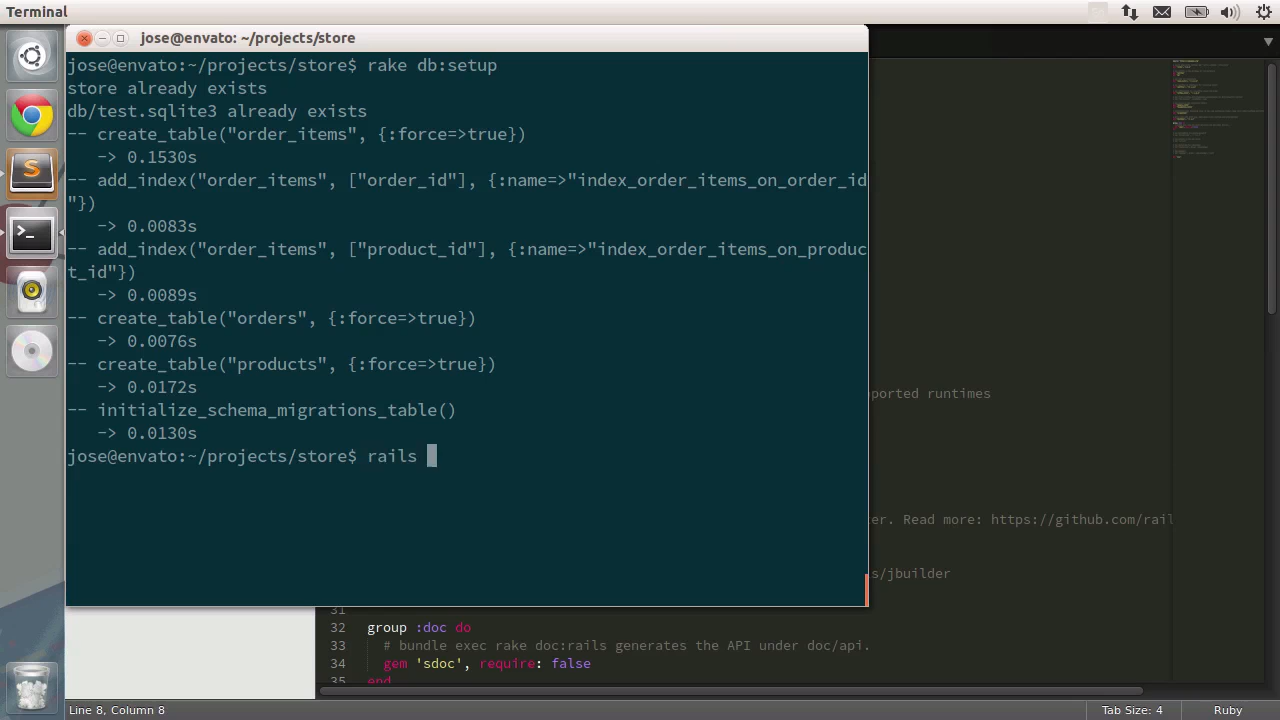 Terminal
jose@envato: ~/projects/store
jose@envato:~/projects/store$ rake db:setup
store already exists
db/test.sqlite3 already exists
-- create_table("order_items", {:force=>true})
   -> 0.1530s
-- add_index("order_items", ["order_id"], {:name=>"index_order_items_on_order_id
"})
   -> 0.0083s
-- add_index("order_items", ["product_id"], {:name=>"index_order_items_on_produc
t_id"})
   -> 0.0089s
-- create_table("orders", {:force=>true})
   -> 0.0076s
-- create_table("products", {:force=>true})
   -> 0.0172s
-- initialize_schema_migrations_table()
   -> 0.0130s
jose@envato:~/projects/store$ rails
ported runtimes
ter. Read more: https://github.com/rail
s/jbuilder
31
32 group :doc do
33 # bundle exec rake doc:rails generates the API under doc/api.
34 gem 'sdoc', require: false
35 end
Line 8, Column 8
Tab Size: 4
Ruby